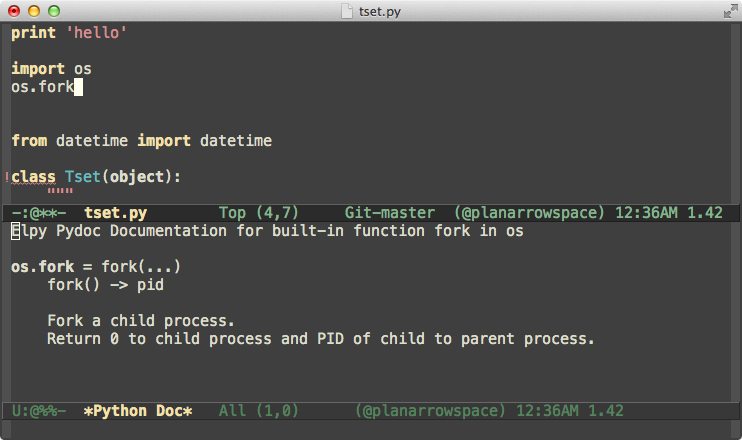 tset.py
print 'hello'
import os
os.fork
from datetime import datetime
!class Tset(object):
"""
-:@**-  tset.py        Top (4,7)     Git-master  (@planarrowspace) 12:36AM 1.42
Elpy Pydoc Documentation for built-in function fork in os
os.fork = fork(...)
fork() -> pid
Fork a child process.
Return 0 to child process and PID of child to parent process.
U:@%%-  *Python Doc*   All (1,0)      (@planarrowspace) 12:36AM 1.42